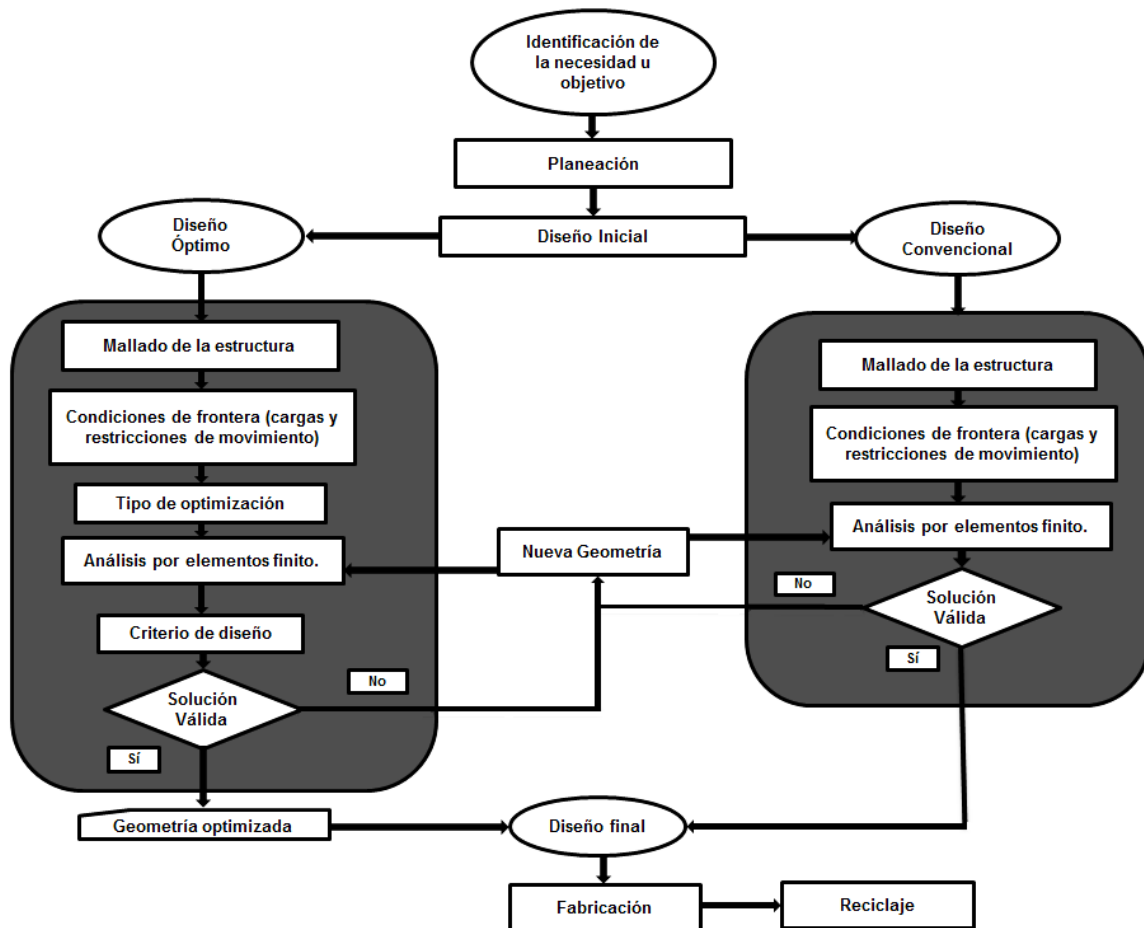 Identificación de
la necesidad u
objetivo
Planeación
Diseño Inicial
Diseño
Óptimo
Diseño
Convencional
Mallado de la estructura
Condiciones de frontera (cargas y
restricciones de movimiento)
Tipo de optimización
Análisis por elementos finito.
Criterio de diseño
Solución
Válida
No
Sí
Geometría optimizada
Nueva Geometría
Mallado de la estructura
Condiciones de frontera (cargas y
restricciones de movimiento)
Análisis por elementos finito.
Solución
Válida
No
Sí
Diseño final
Fabricación
Reciclaje